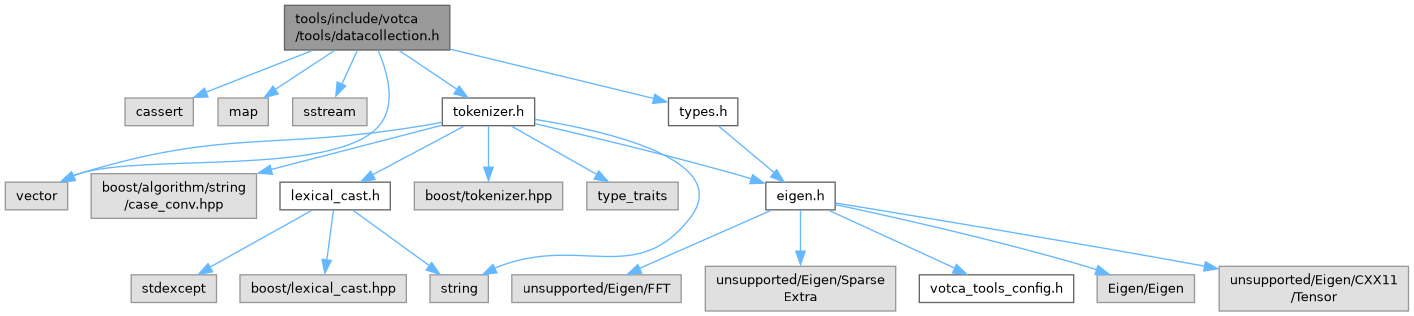 tools/include/votca
/tools/datacollection.h
cassert
map
sstream
tokenizer.h
types.h
vector
boost/algorithm/string
/case_conv.hpp
lexical_cast.h
boost/tokenizer.hpp
type_traits
eigen.h
stdexcept
boost/lexical_cast.hpp
string
unsupported/Eigen/FFT
unsupported/Eigen/Sparse
Extra
votca_tools_config.h
Eigen/Eigen
unsupported/Eigen/CXX11
/Tensor